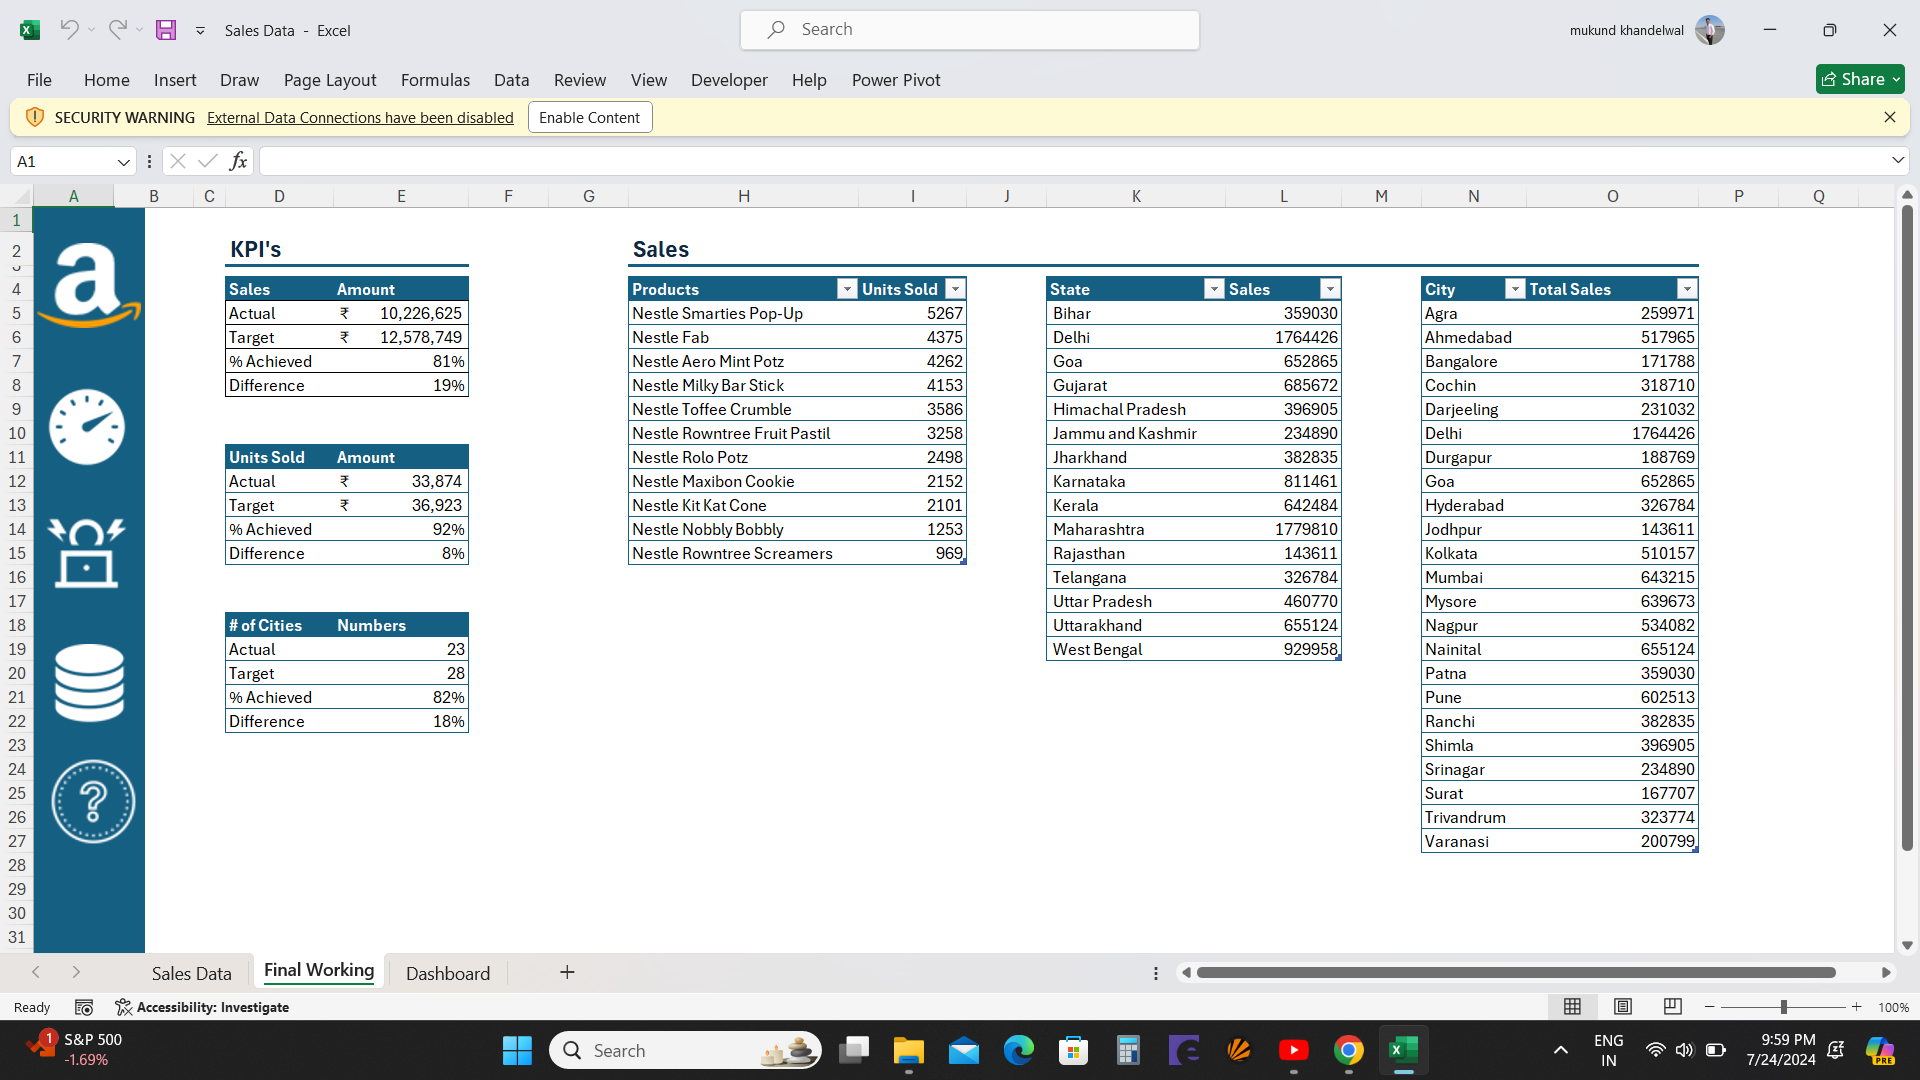 Sales Data - Excel
Search
mukund khandelwal
File Home Insert Draw Page Layout Formulas Data Review View Developer Help Power Pivot
Share
SECURITY WARNING External Data Connections have been disabled Enable Content
A1
fx
A B C D E F G H I J K L M N O P Q
1
2 KPI's Sales
3
4 Sales Amount Products Units Sold State Sales City Total Sales
5 Actual ₹ 10,226,625 Nestle Smarties Pop-Up 5267 Bihar 359030 Agra 259971
6 Target ₹ 12,578,749 Nestle Fab 4375 Delhi 1764426 Ahmedabad 517965
7 % Achieved 81% Nestle Aero Mint Potz 4262 Goa 652865 Bangalore 171788
8 Difference 19% Nestle Milky Bar Stick 4153 Gujarat 685672 Cochin 318710
9 Nestle Toffee Crumble 3586 Himachal Pradesh 396905 Darjeeling 231032
10 Nestle Rowntree Fruit Pastil 3258 Jammu and Kashmir 234890 Delhi 1764426
11 Units Sold Amount Nestle Rolo Potz 2498 Jharkhand 382835 Durgapur 188769
12 Actual ₹ 33,874 Nestle Maxibon Cookie 2152 Karnataka 811461 Goa 652865
13 Target ₹ 36,923 Nestle Kit Kat Cone 2101 Kerala 642484 Hyderabad 326784
14 % Achieved 92% Nestle Nobbly Bobbly 1253 Maharashtra 1779810 Jodhpur 143611
15 Difference 8% Nestle Rowntree Screamers 969 Rajasthan 143611 Kolkata 510157
16 Telangana 326784 Mumbai 643215
17 Uttar Pradesh 460770 Mysore 639673
18 # of Cities Numbers Uttarakhand 655124 Nagpur 534082
19 Actual 23 West Bengal 929958 Nainital 655124
20 Target 28 Patna 359030
21 % Achieved 82% Pune 602513
22 Difference 18% Ranchi 382835
23 Shimla 396905
24 Srinagar 234890
25 Surat 167707
26 Trivandrum 323774
27 Varanasi 200799
28
29
30
31
Sales Data Final Working Dashboard +
Ready Accessibility: Investigate 100%
1 S&P 500
-1.69%
Search
ENG
IN
9:59 PM
7/24/2024
PRE